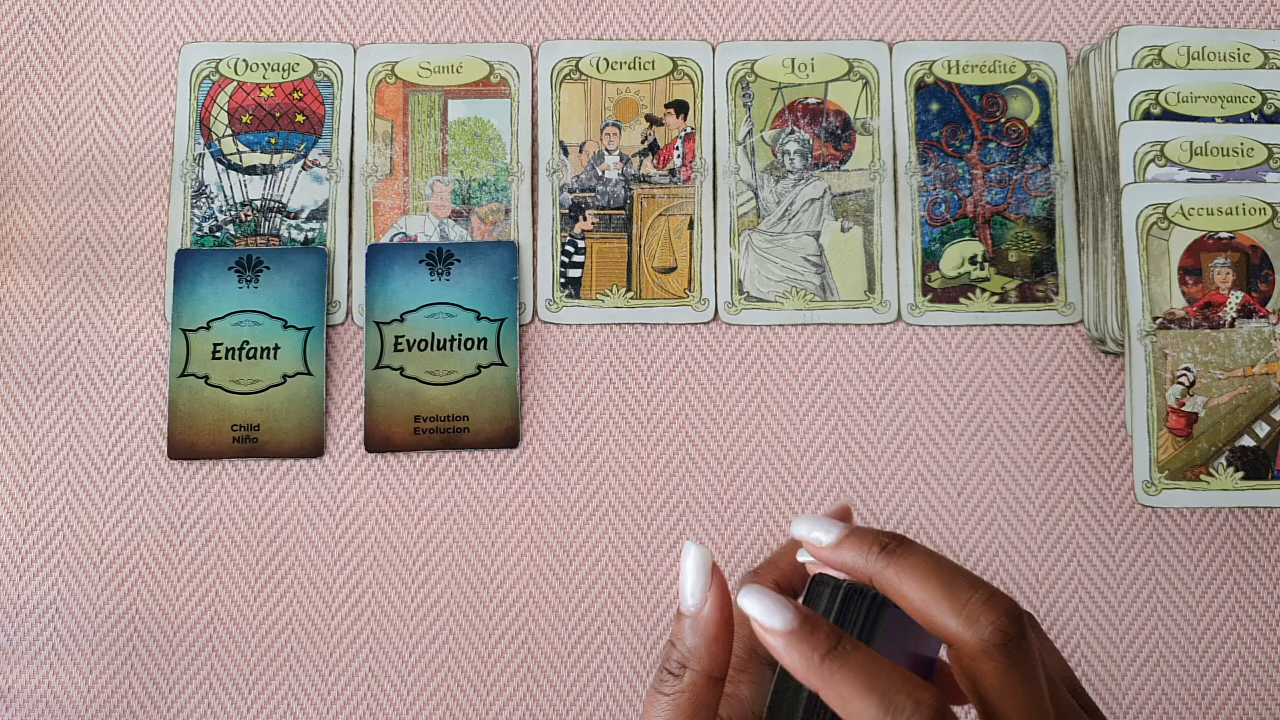 Voyage
Santé
Verdict
Loi
Hérédité
Jalousie
Clairvoyance
Jalousie
Accusation
Enfant
Child
Niño
Evolution
Evolution
Evolucion